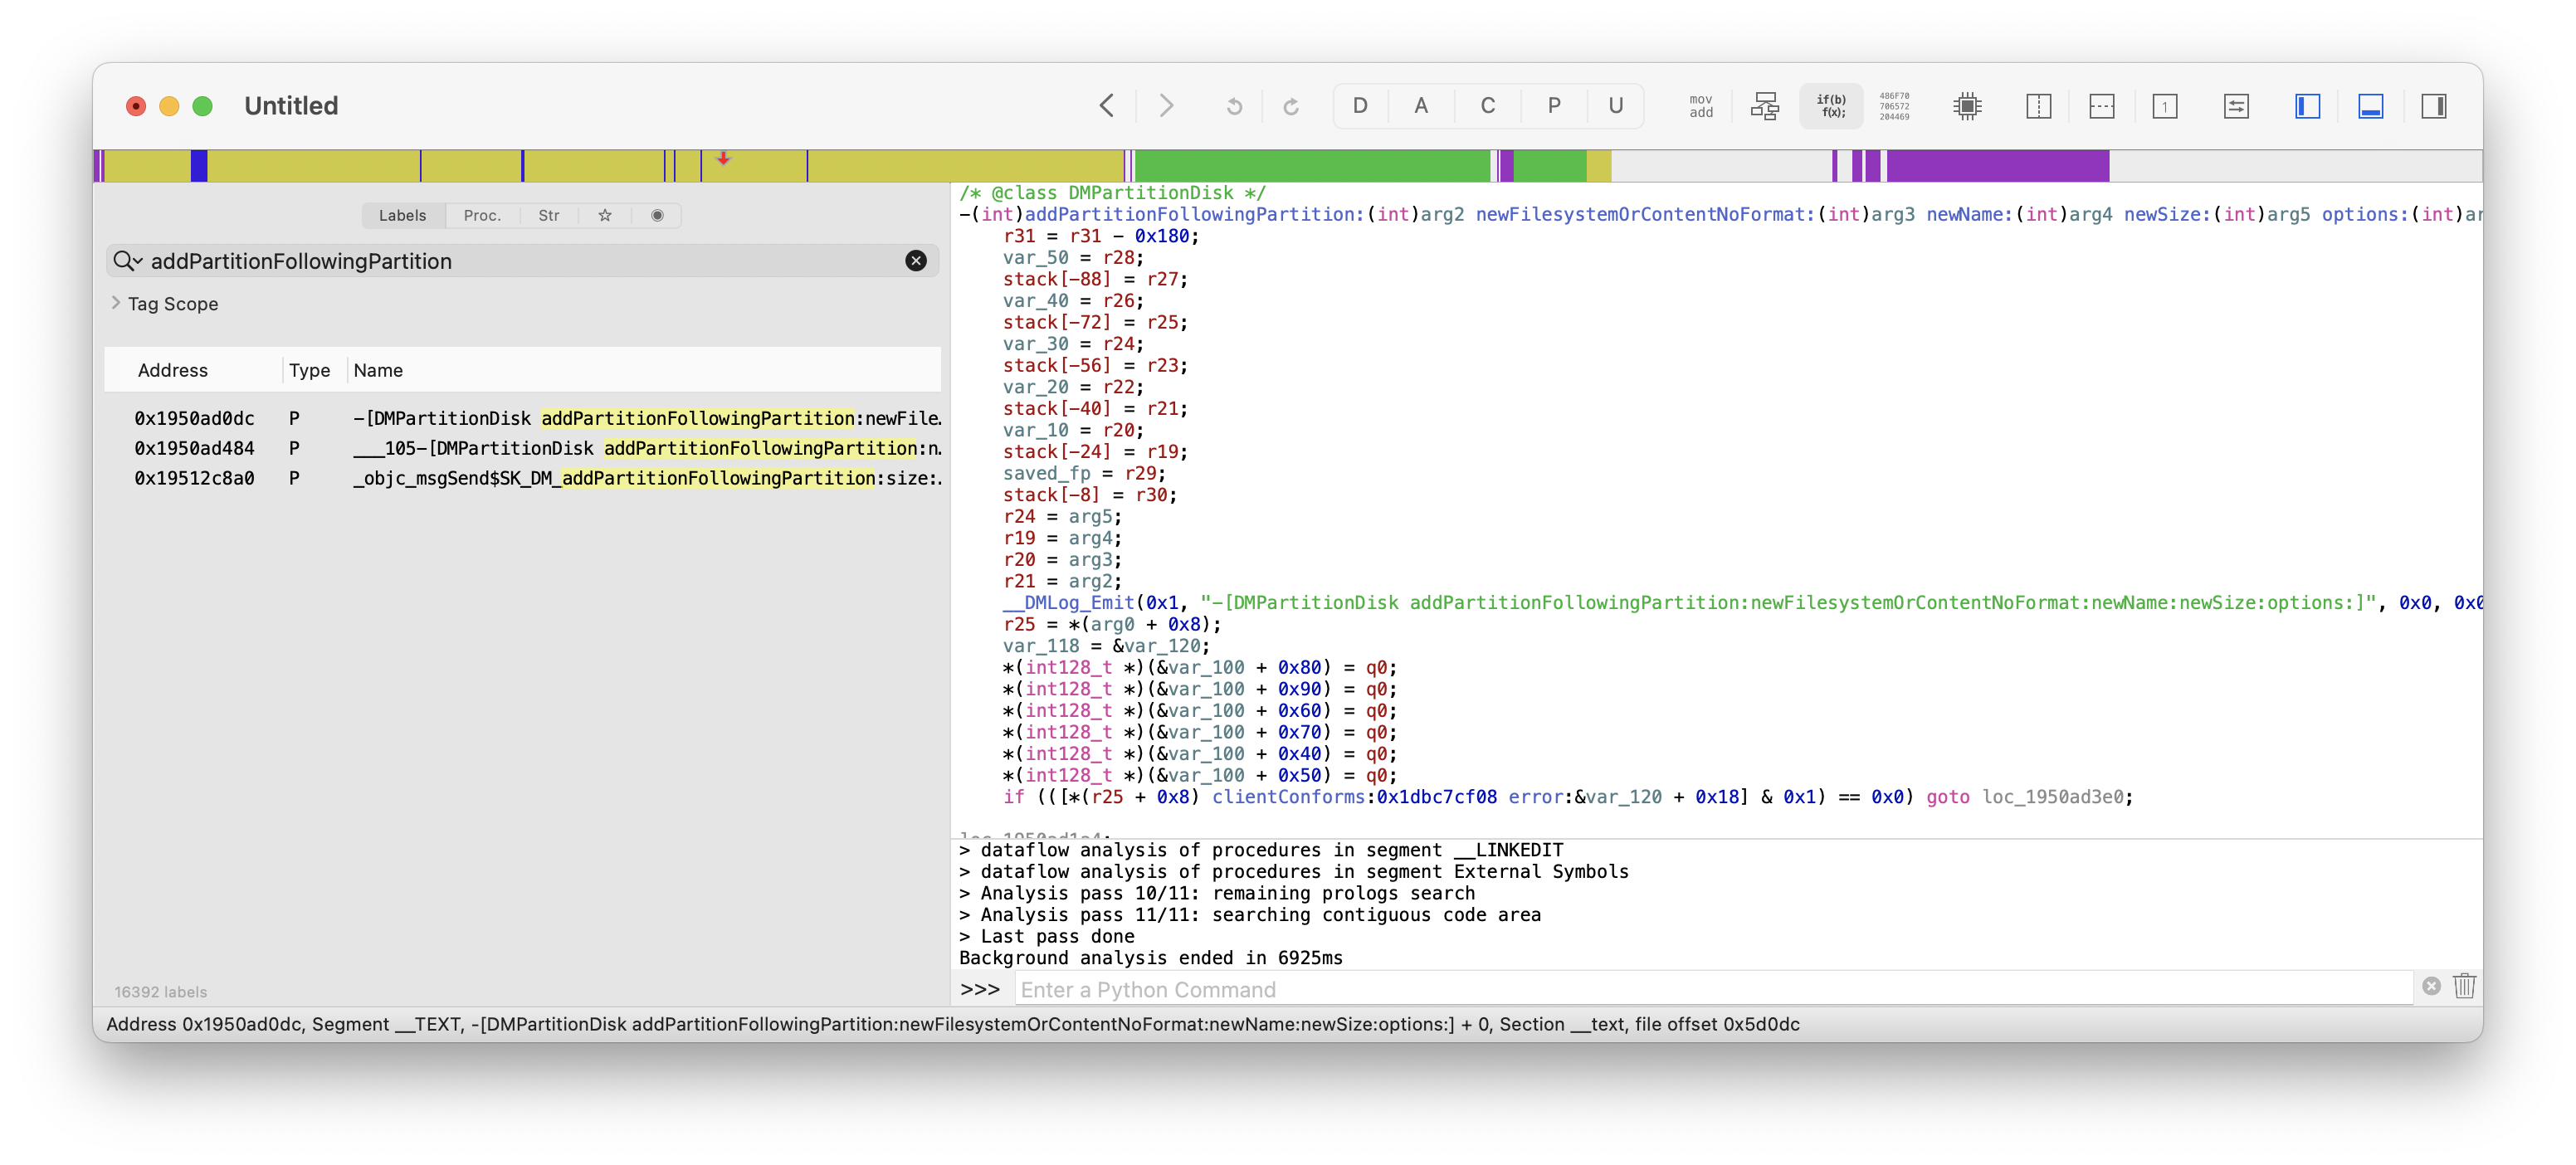 Untitled
D A C P U
mov
add
if(b)
f(x);
486F70
706572
204469
1
Labels Proc. Str
addPartitionFollowingPartition
Tag Scope
Address Type Name
0x1950ad0dc P -[DMPartitionDisk addPartitionFollowingPartition:newFile.
0x1950ad484 P ___105-[DMPartitionDisk addPartitionFollowingPartition:n.
0x19512c8a0 P _objc_msgSend$SK_DM_addPartitionFollowingPartition:size:.
16392 labels
/* @class DMPartitionDisk */
-(int)addPartitionFollowingPartition:(int)arg2 newFilesystemOrContentNoFormat:(int)arg3 newName:(int)arg4 newSize:(int)arg5 options:(int)ar
r31 = r31 - 0x180;
var_50 = r28;
stack[-88] = r27;
var_40 = r26;
stack[-72] = r25;
var_30 = r24;
stack[-56] = r23;
var_20 = r22;
stack[-40] = r21;
var_10 = r20;
stack[-24] = r19;
saved_fp = r29;
stack[-8] = r30;
r24 = arg5;
r19 = arg4;
r20 = arg3;
r21 = arg2;
__DMLog_Emit(0x1, "-[DMPartitionDisk addPartitionFollowingPartition:newFilesystemOrContentNoFormat:newName:newSize:options:]", 0x0, 0x0
r25 = *(arg0 + 0x8);
var_118 = &var_120;
*(int128_t *)(&var_100 + 0x80) = q0;
*(int128_t *)(&var_100 + 0x90) = q0;
*(int128_t *)(&var_100 + 0x60) = q0;
*(int128_t *)(&var_100 + 0x70) = q0;
*(int128_t *)(&var_100 + 0x40) = q0;
*(int128_t *)(&var_100 + 0x50) = q0;
if (([*(r25 + 0x8) clientConforms:0x1dbc7cf08 error:&var_120 + 0x18] & 0x1) == 0x0) goto loc_1950ad3e0;
> dataflow analysis of procedures in segment __LINKEDIT
> dataflow analysis of procedures in segment External Symbols
> Analysis pass 10/11: remaining prologs search
> Analysis pass 11/11: searching contiguous code area
> Last pass done
Background analysis ended in 6925ms
>>> Enter a Python Command
Address 0x1950ad0dc, Segment __TEXT, -[DMPartitionDisk addPartitionFollowingPartition:newFilesystemOrContentNoFormat:newName:newSize:options:] + 0, Section __text, file offset 0x5d0dc